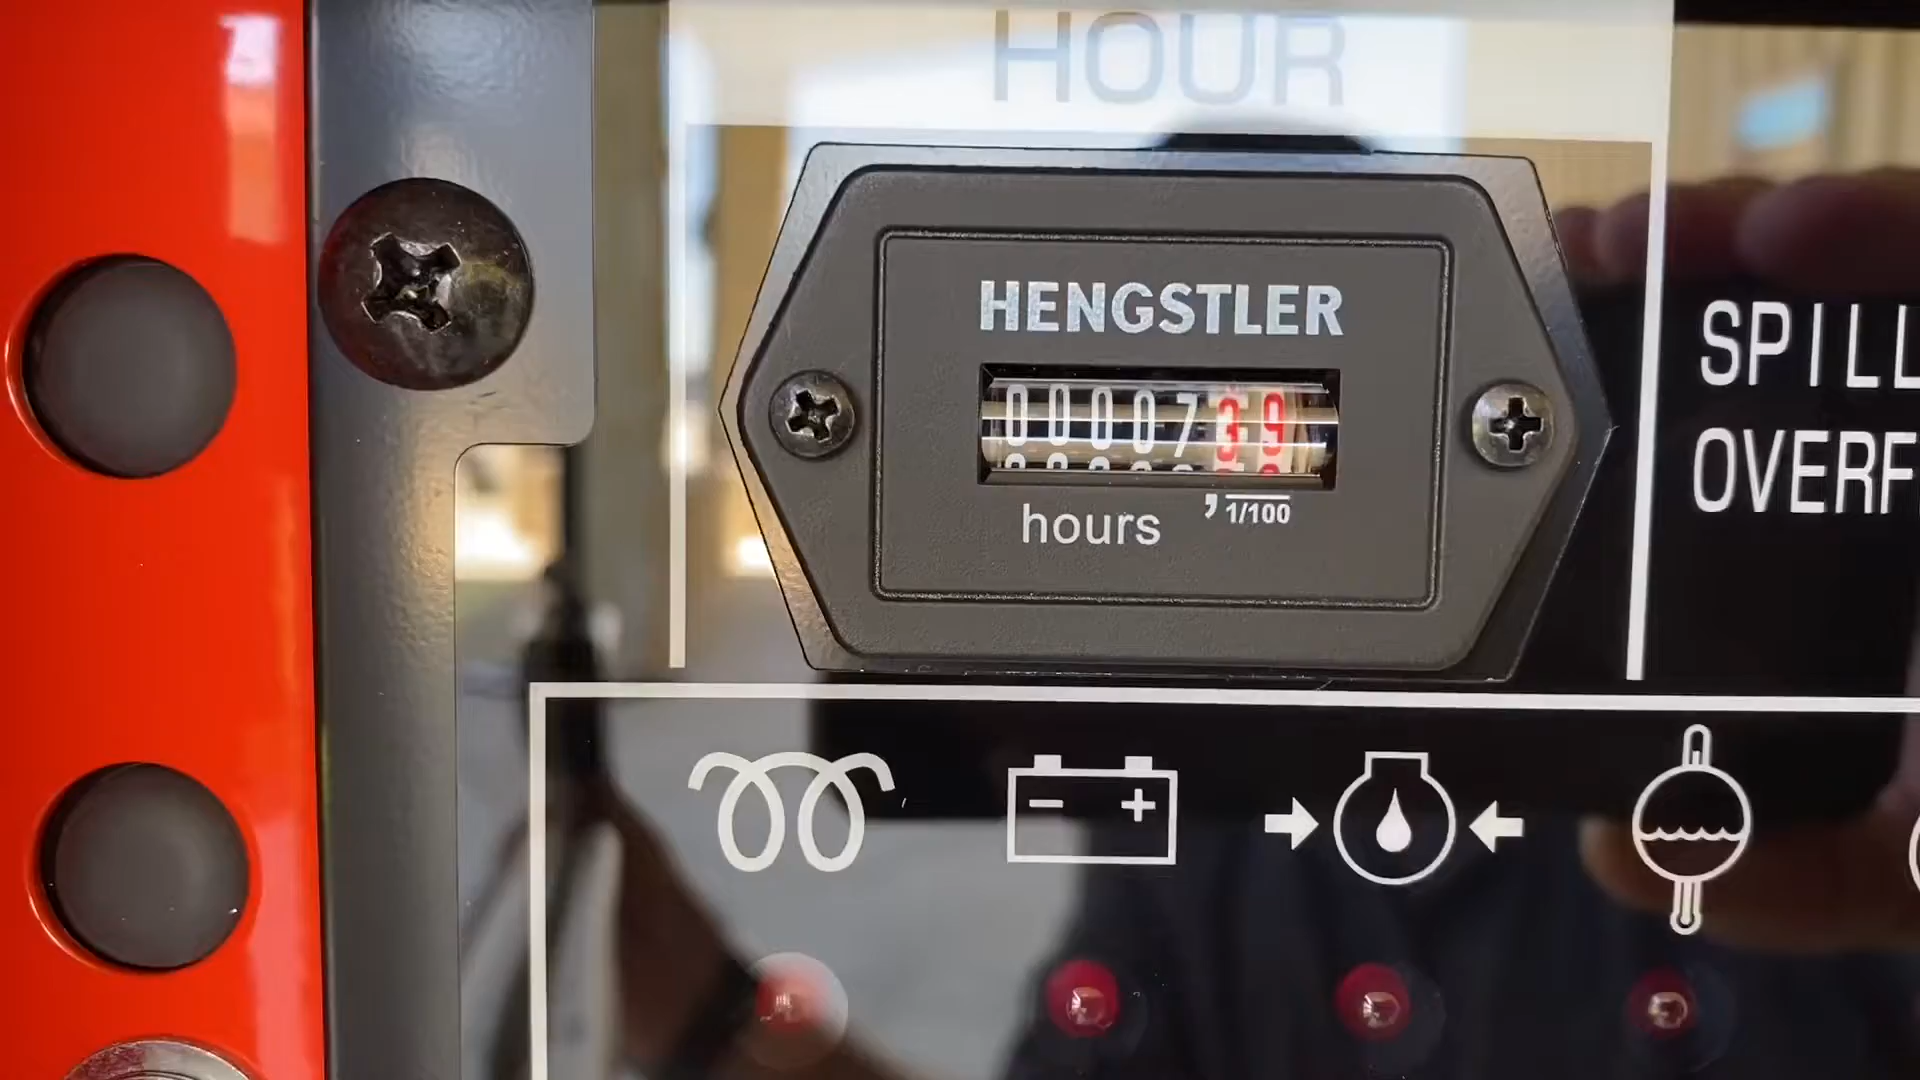 HOUR
HENGSTLER
0000739
hours ,1/100
SPILL
OVERF
- +